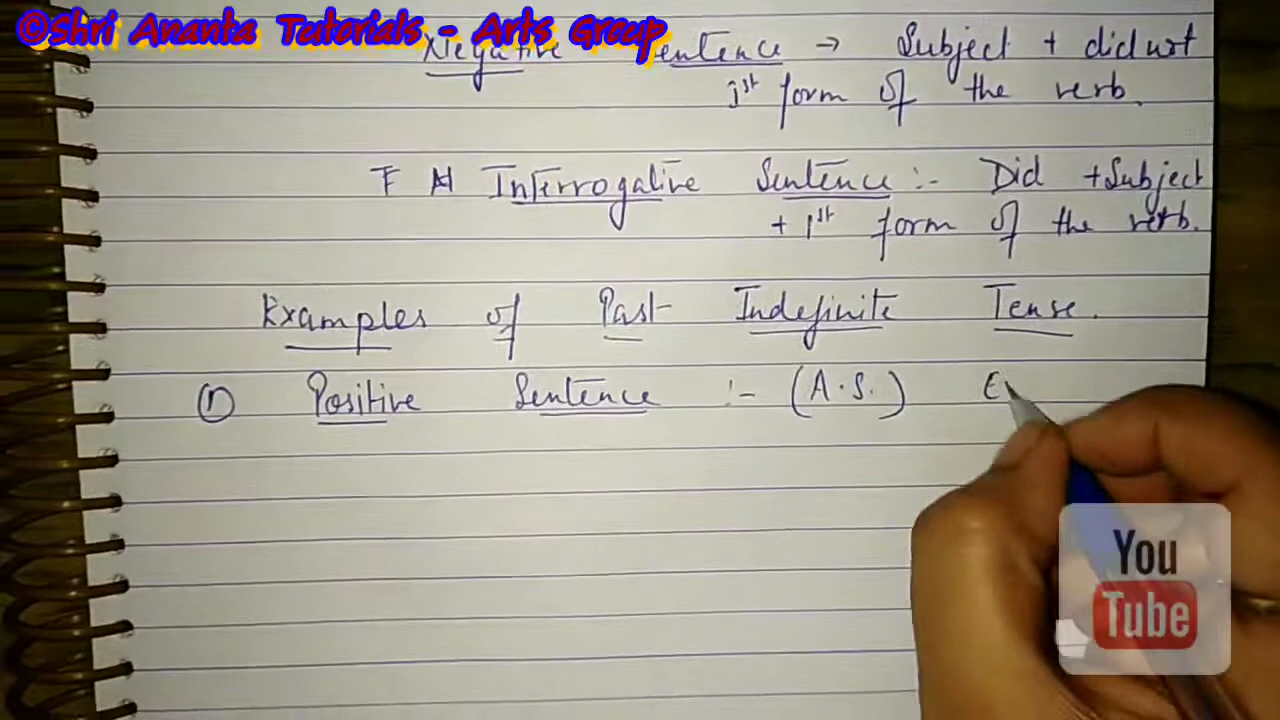 ©Shri Ananta Tutorials - Arts Group
Negative Sentence → Subject + did not
1st form of the verb.
Interrogative Sentence :- Did + Subject
+ 1st form of the verb.
Examples of Past Indefinite Tense.
① Positive Sentence :- (A.S.) E
You
Tube